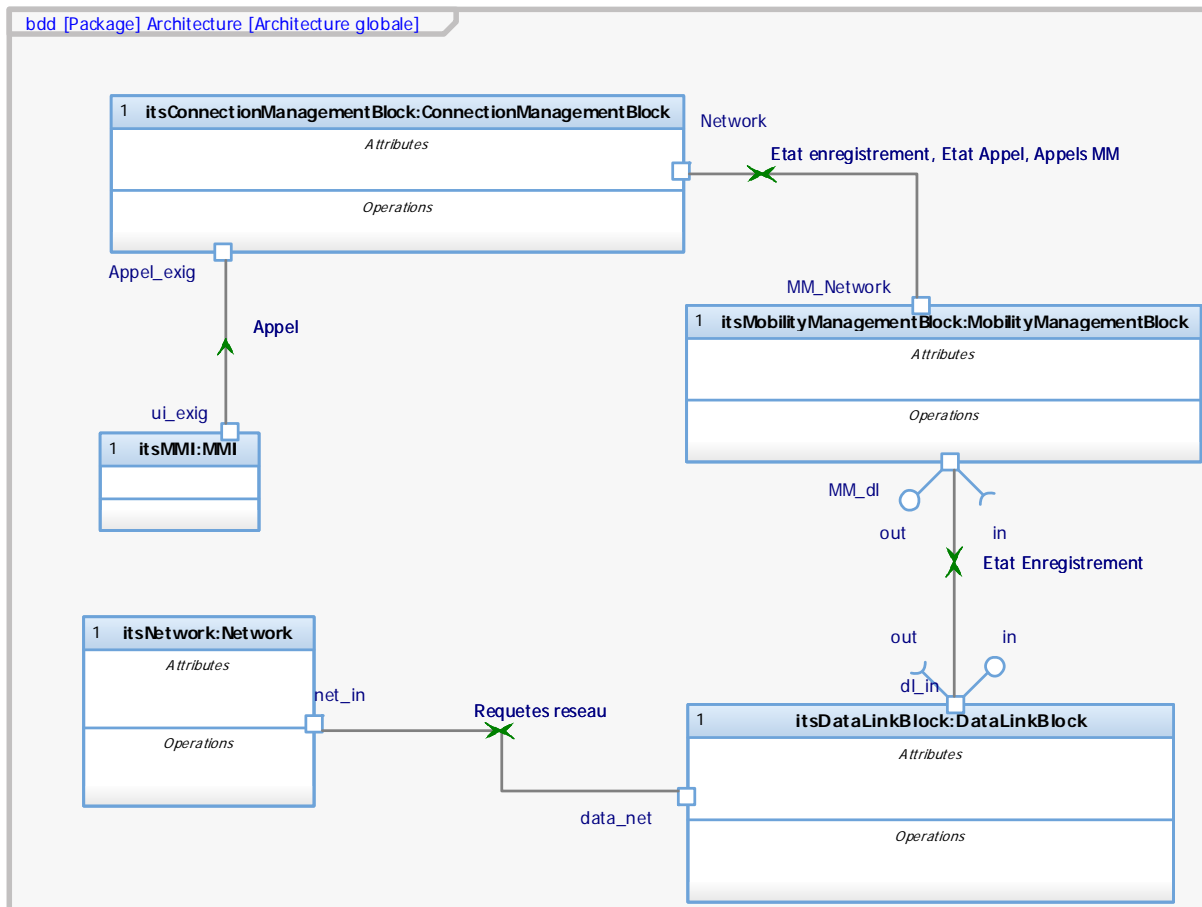 bdd [Package] Architecture [Architecture globale]
1 itsConnectionManagementBlock:ConnectionManagementBlock
Attributes
Operations
Network
Etat enregistrement, Etat Appel, Appels MM
Appel_exig
Appel
ui_exig
1 itsMMI:MMI
MM_Network
1 itsMobilityManagementBlock:MobilityManagementBlock
Attributes
Operations
MM_dl
out
in
Etat Enregistrement
out
in
dl_in
1 itsNetwork:Network
Attributes
Operations
net_in
Requetes reseau
data_net
1 itsDataLinkBlock:DataLinkBlock
Attributes
Operations